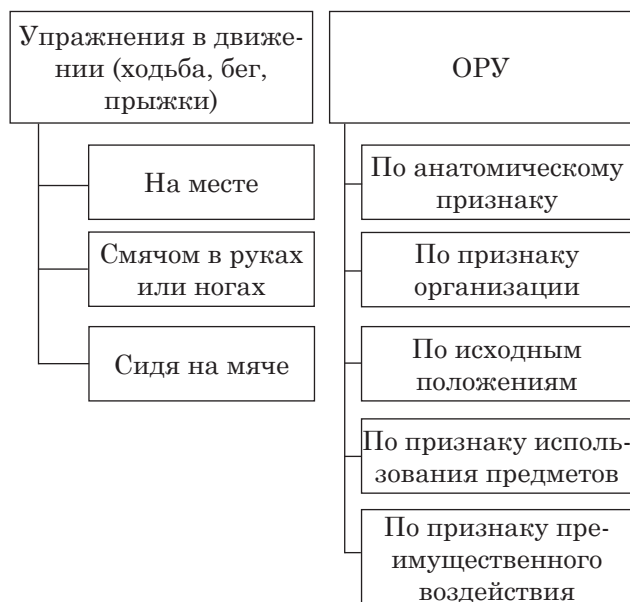 Упражнения в движе-
нии (ходьба, бег,
прыжки)
На месте
Смячом в руках
или ногах
Сидя на мяче
ОРУ
По анатомическому
признаку
По признаку
организации
По исходным
положениям
По признаку исполь-
зования предметов
По признаку пре-
имущественного
воздействия